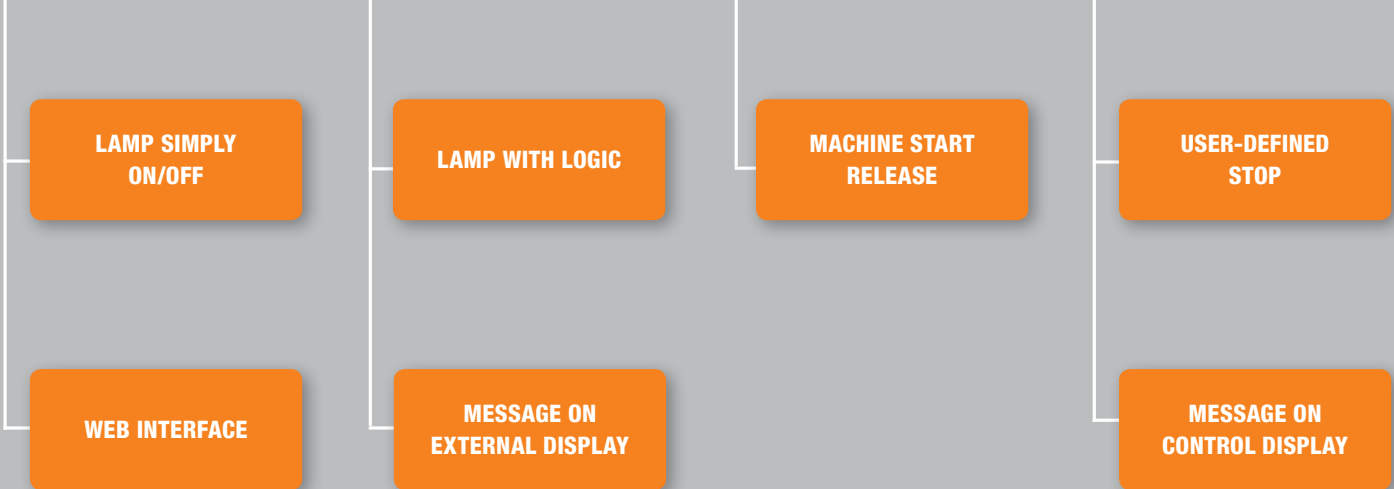 LAMP SIMPLY
ON/OFF
LAMP WITH LOGIC
MACHINE START
RELEASE
USER-DEFINED
STOP
WEB INTERFACE
MESSAGE ON
EXTERNAL DISPLAY
MESSAGE ON
CONTROL DISPLAY